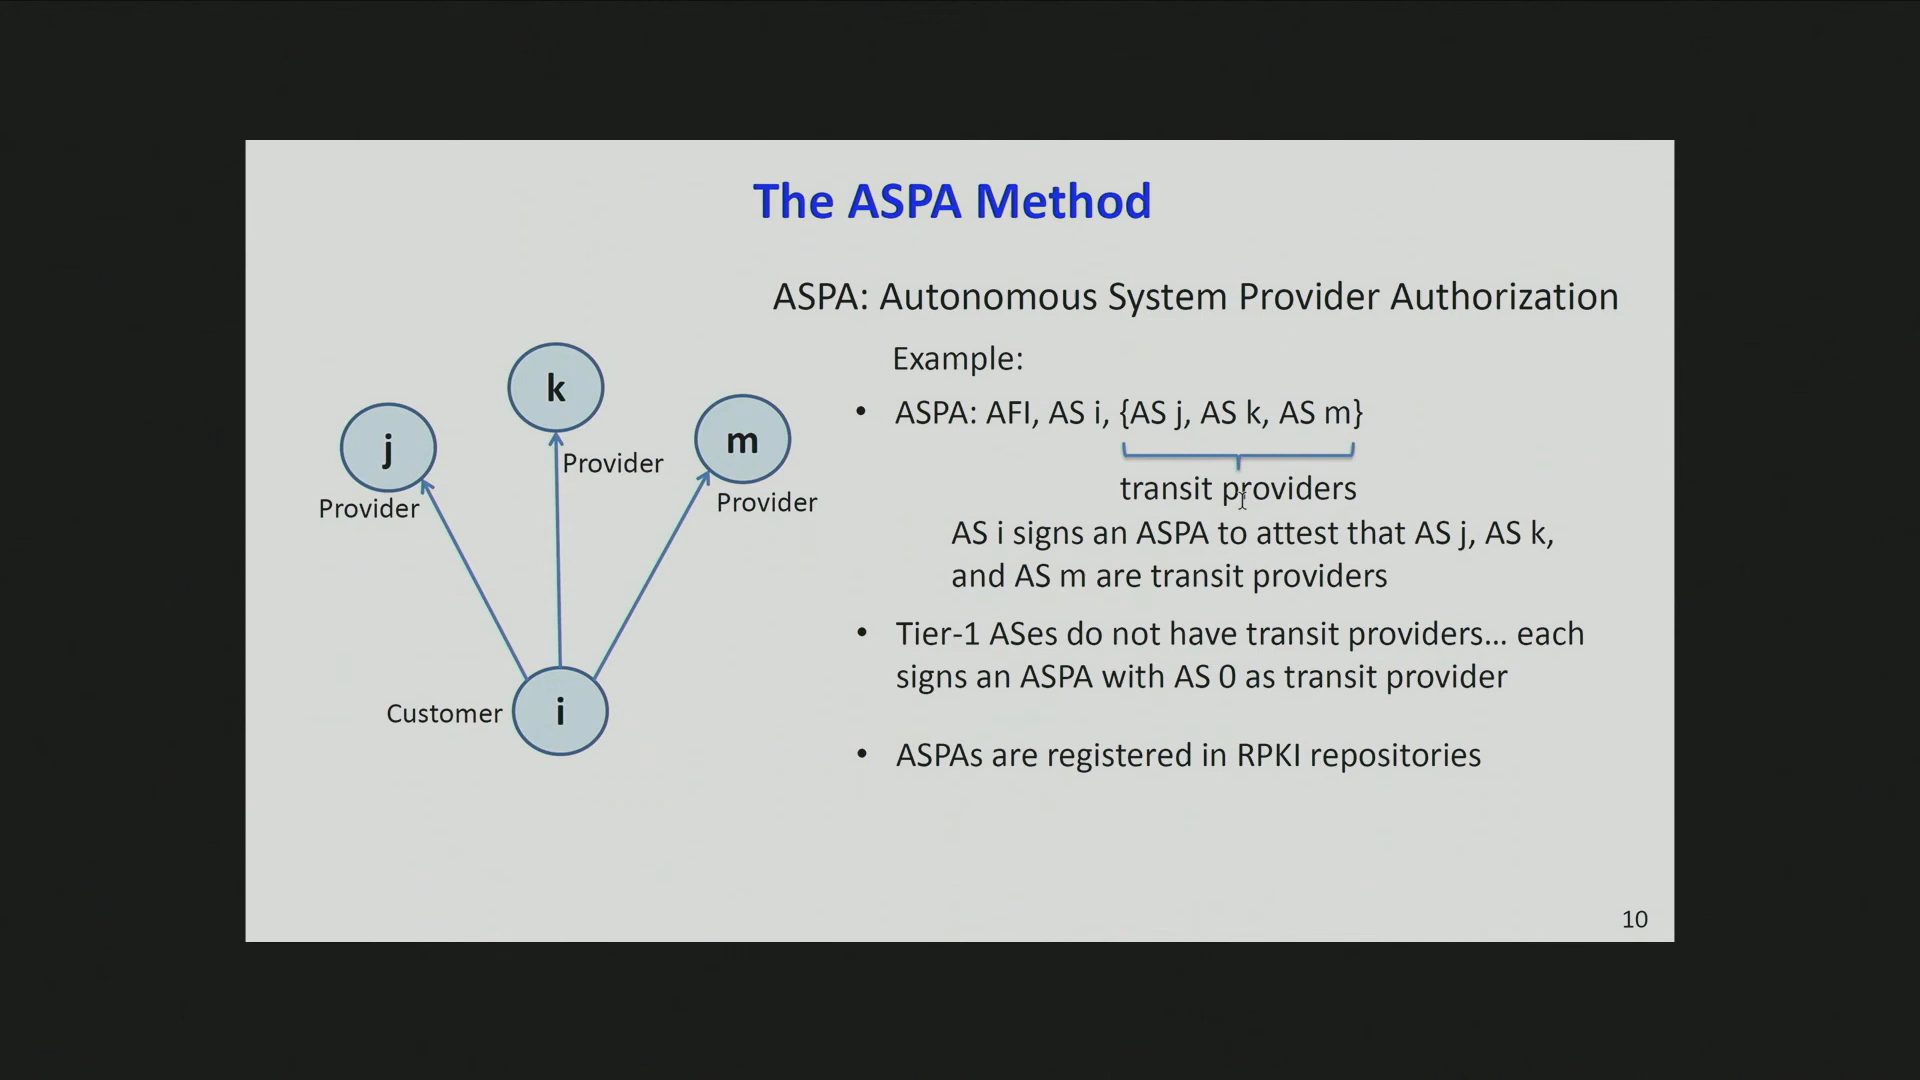 The ASPA Method
ASPA: Autonomous System Provider Authorization
Example:
• ASPA: AFI, AS i, {AS j, AS k, AS m}
transit providers
AS i signs an ASPA to attest that AS j, AS k,
and AS m are transit providers
• Tier-1 ASes do not have transit providers... each
signs an ASPA with AS 0 as transit provider
• ASPAs are registered in RPKI repositories
k
j
m
Provider
Provider
Provider
Customer
i
10